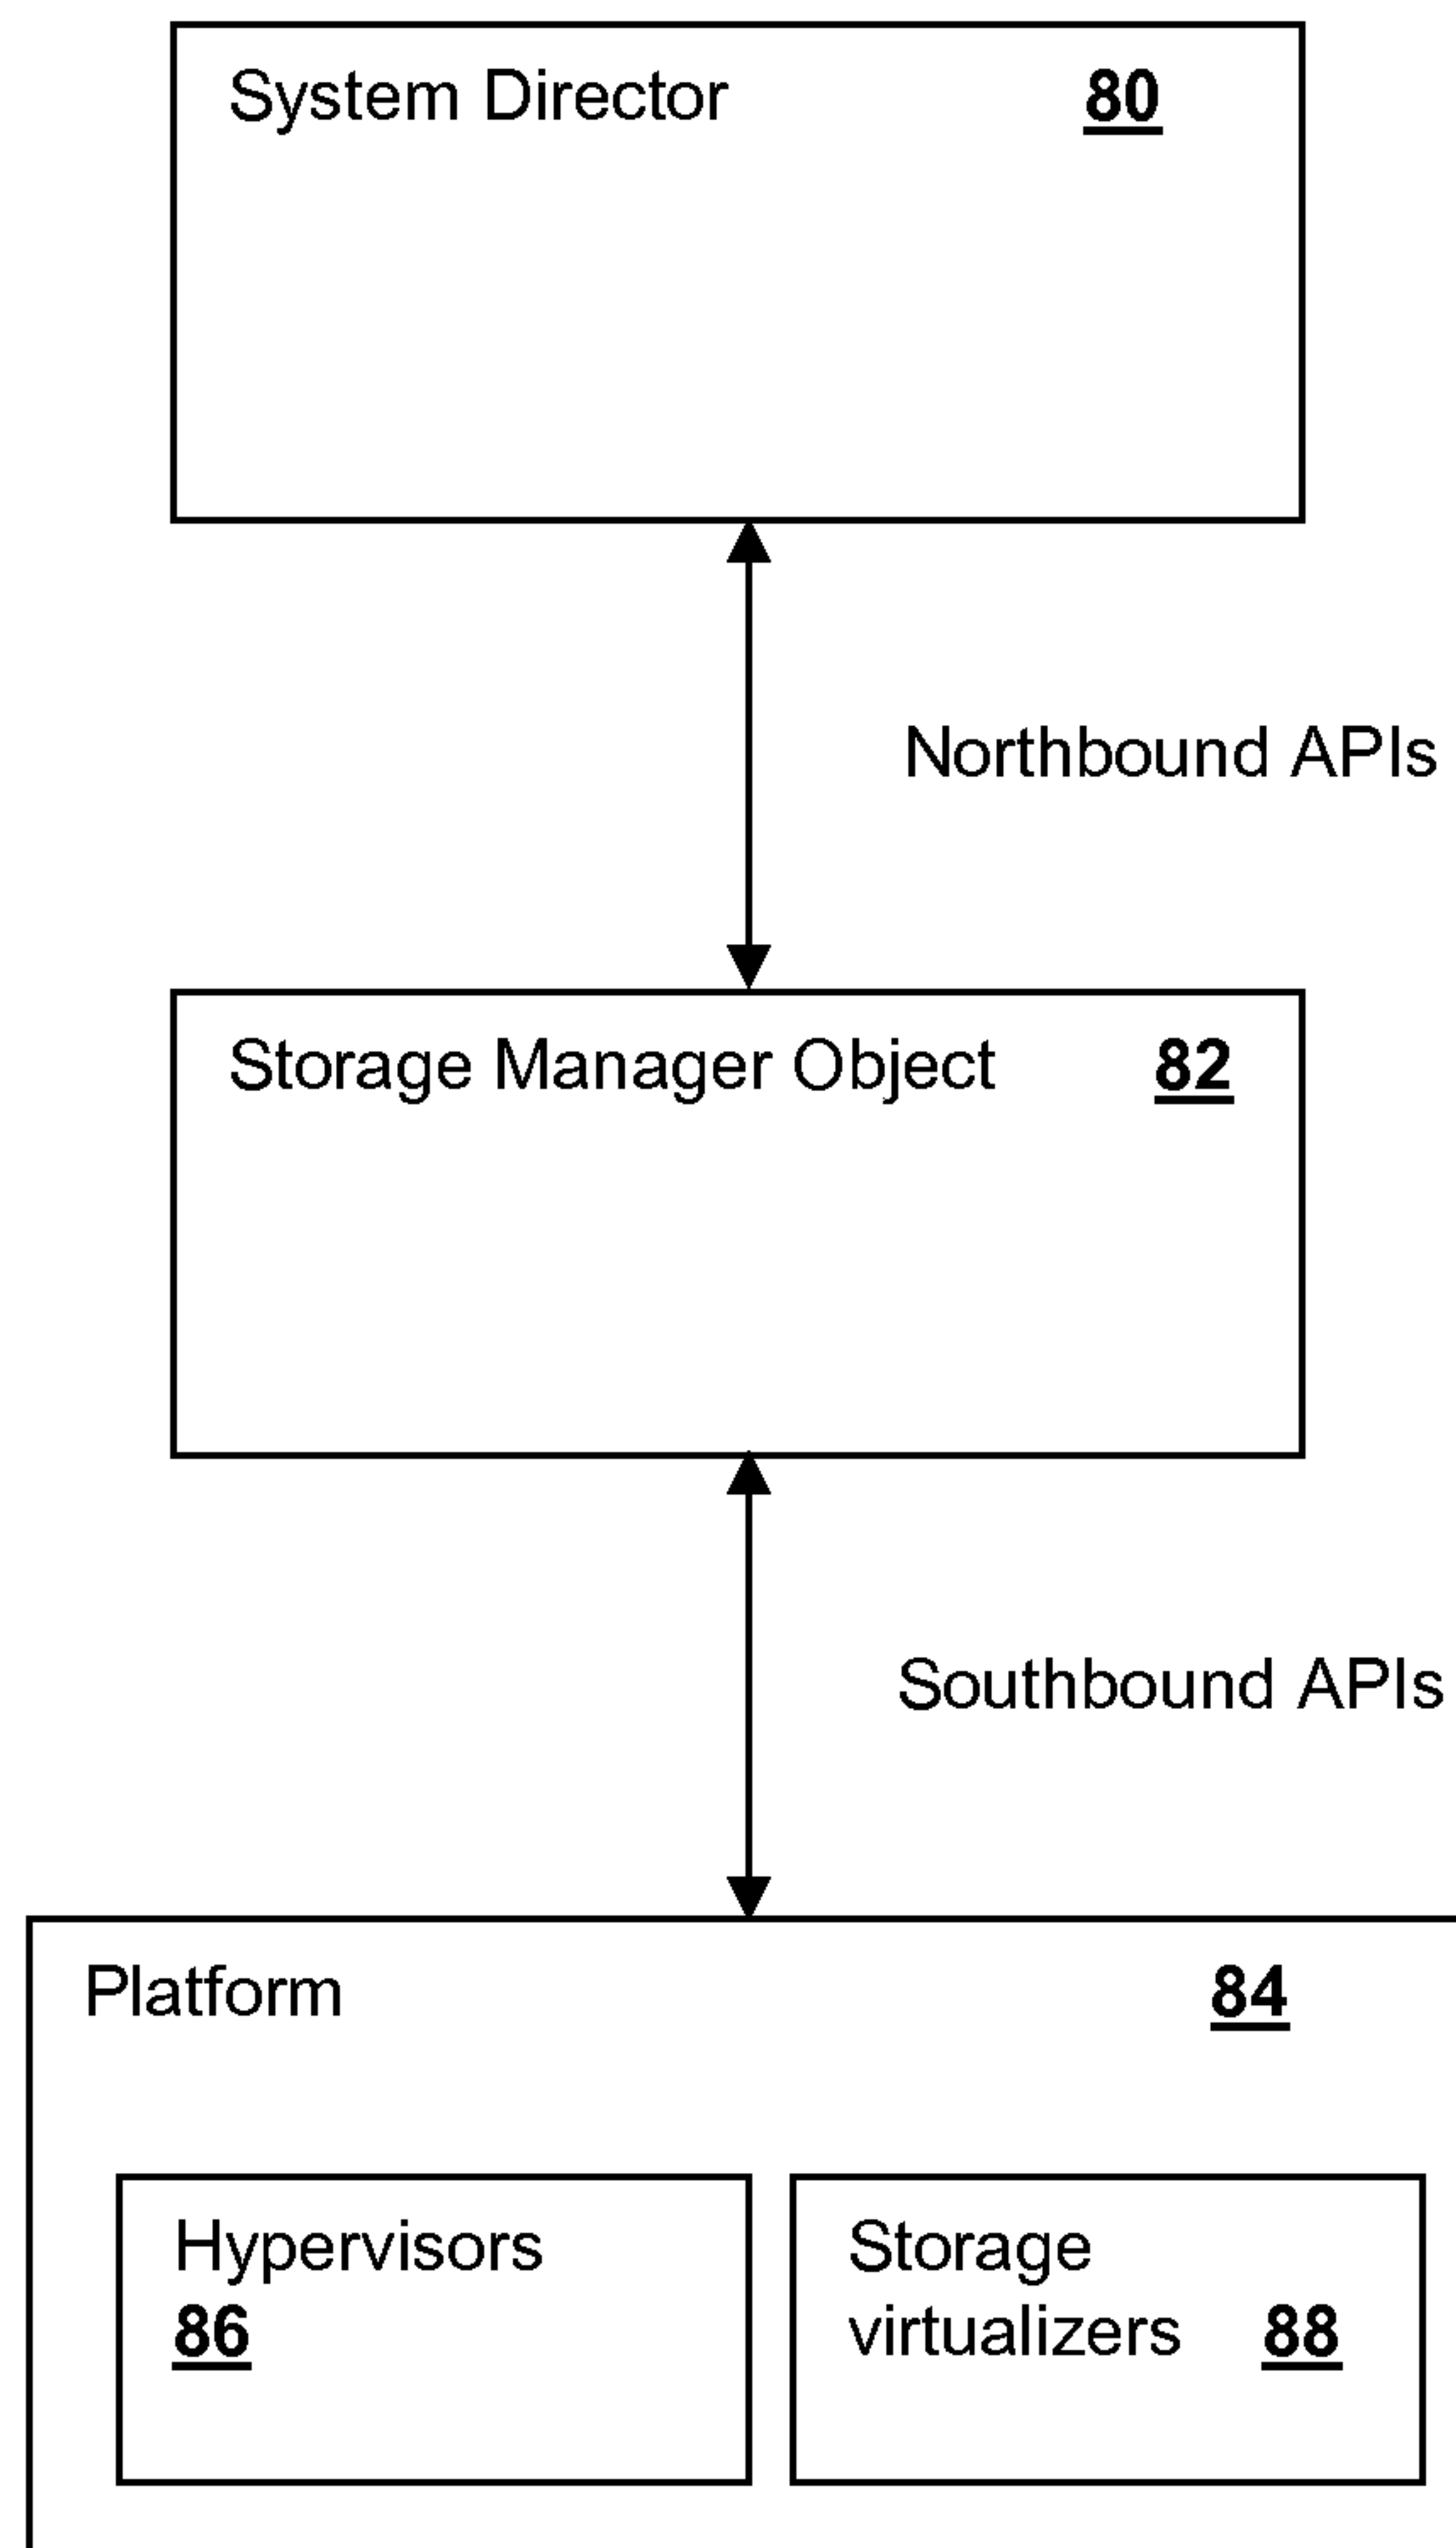 System Director 80
Northbound APIs
Storage Manager Object 82
Southbound APIs
Platform 84
Hypervisors
86
Storage
virtualizers 88